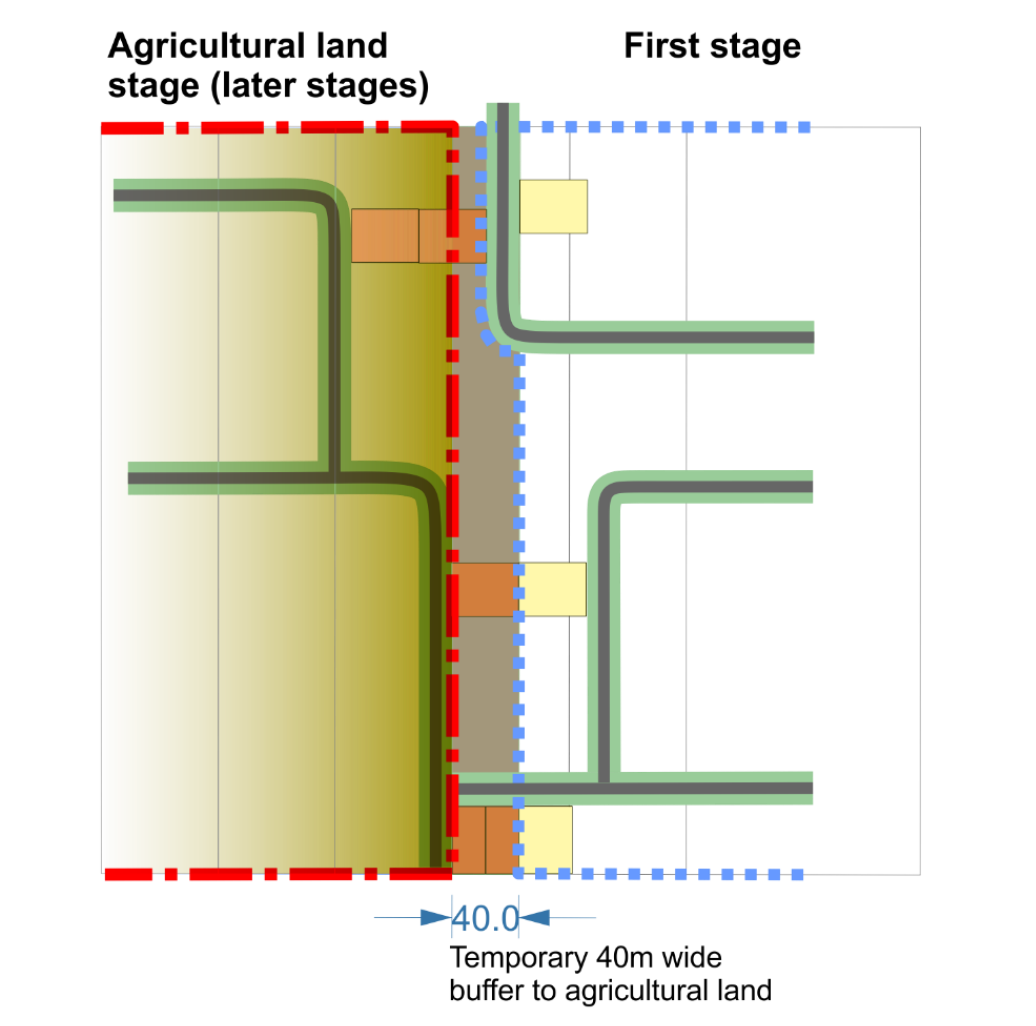 Agricultural land
stage (later stages)
First stage
40.0
Temporary 40m wide
buffer to agricultural land